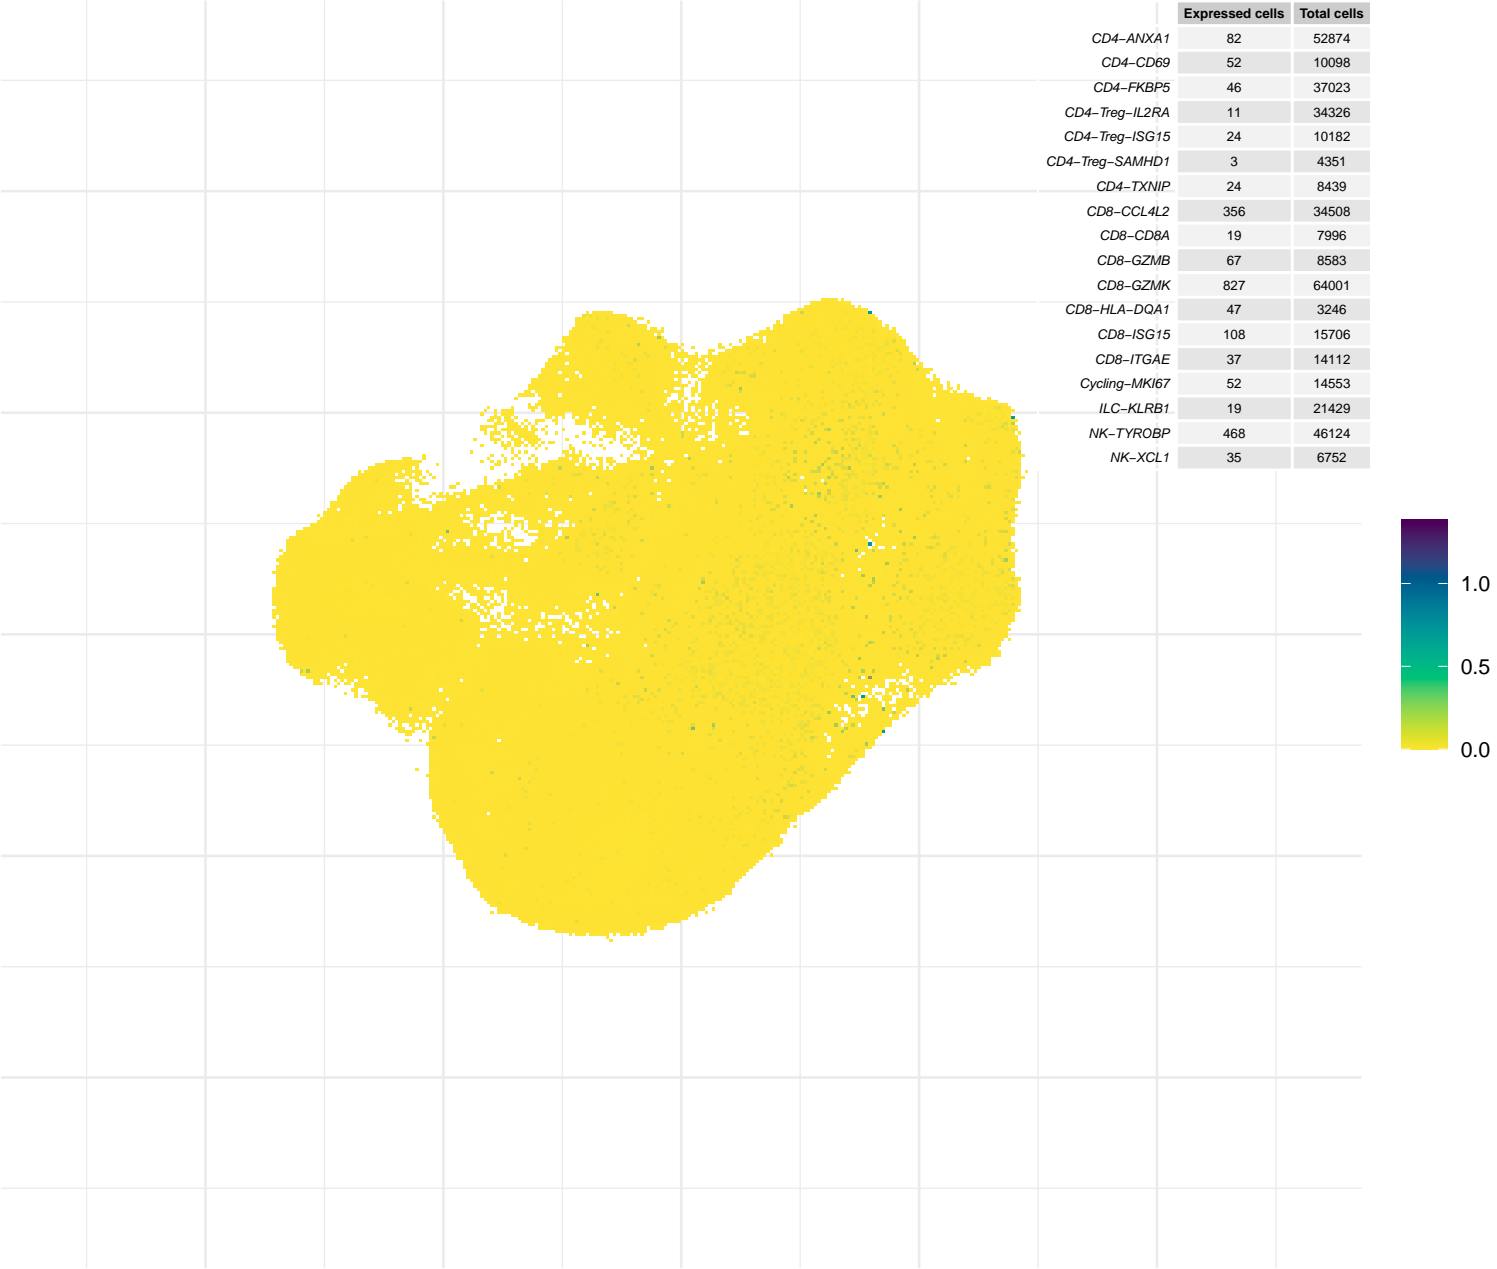 Expressed cells Total cells
CD4−ANXA1 82 52874
CD4−CD69 52 10098
CD4−FKBP5 46 37023
CD4−Treg−IL2RA 11 34326
CD4−Treg−ISG15 24 10182
CD4−Treg−SAMHD1 3 4351
CD4−TXNIP 24 8439
CD8−CCL4L2 356 34508
CD8−CD8A 19 7996
CD8−GZMB 67 8583
CD8−GZMK 827 64001
CD8−HLA−DQA1 47 3246
CD8−ISG15 108 15706
CD8−ITGAE 37 14112
Cycling−MKI67 52 14553
ILC−KLRB1 19 21429
NK−TYROBP 468 46124
NK−XCL1 35 6752
1.0
0.5
0.0